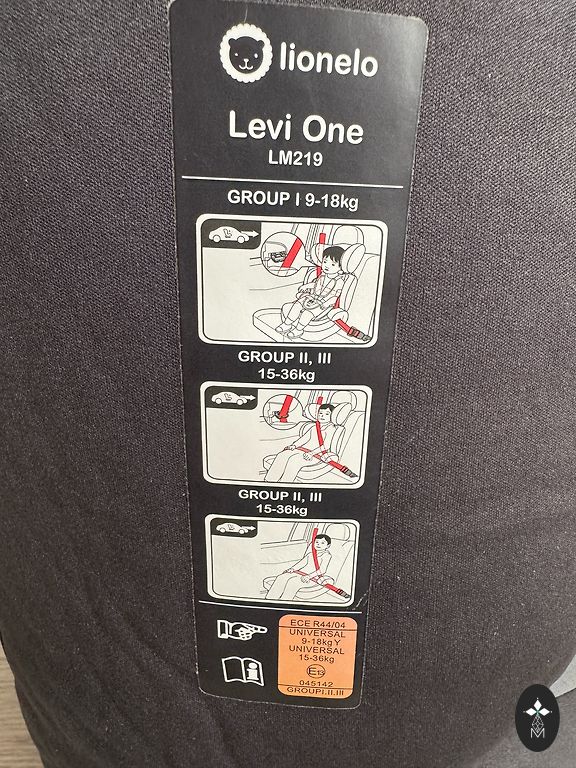 lionelo
Levi One
LM219
GROUP I 9-18kg
GROUP II, III
15-36kg
GROUP II, III
15-36kg
ECE R44/04
UNIVERSAL
9-18kg Y
UNIVERSAL
15-36kg
045142
GROUPI.II.III
M